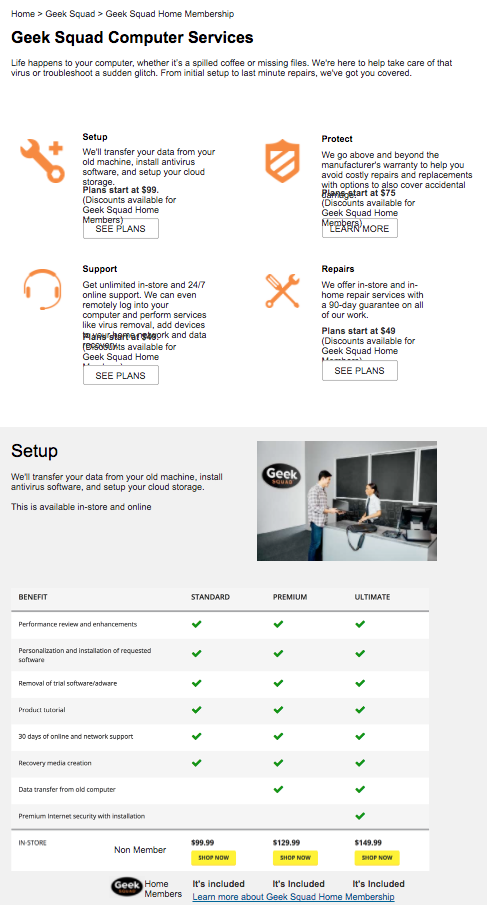 Home > Geek Squad > Geek Squad Home Membership
Geek Squad Computer Services
Life happens to your computer, whether it's a spilled coffee or missing files. We're here to help take care of that
virus or troubleshoot a sudden glitch. From initial setup to last minute repairs, we've got you covered.
Setup
We'll transfer your data from your
old machine, install antivirus
software, and setup your cloud
storage.
Plans start at $99.
(Discounts available for
Geek Squad Home
Members)
SEE PLANS
Protect
We go above and beyond the
manufacturer's warranty to help you
avoid costly repairs and replacements
with options to also cover accidental
damage.
Plans start at $75
(Discounts available for
Geek Squad Home
Members)
LEARN MORE
Support
Get unlimited in-store and 24/7
online support. We can even
remotely log into your
computer and perform services
like virus removal, add devices
to your home network and data
recovery.
Plans start at $49
(Discounts available for
Geek Squad Home
SEE PLANS
Repairs
We offer in-store and in-
home repair services with
a 90-day guarantee on all
of our work.
Plans start at $49
(Discounts available for
Geek Squad Home
SEE PLANS
Setup
We'll transfer your data from your old machine, install
antivirus software, and setup your cloud storage.
This is available in-store and online
Geek
SQUAD
BENEFIT STANDARD PREMIUM ULTIMATE
Performance review and enhancements
Personalization and installation of requested
software
Removal of trial software/adware
Product tutorial
30 days of online and network support
Recovery media creation
Data transfer from old computer
Premium Internet security with installation
IN-STORE Non Member $99.99 $129.99 $149.99
SHOP NOW SHOP NOW SHOP NOW
Geek SQUAD Home Members It's included It's Included It's Included
Learn more about Geek Squad Home Membership